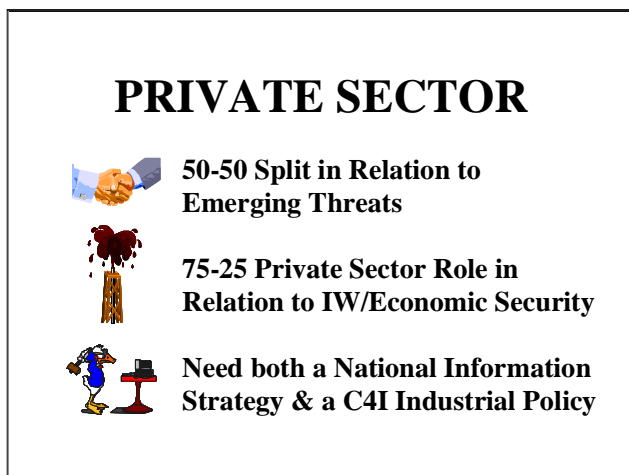 PRIVATE SECTOR
50-50 Split in Relation to
Emerging Threats
75-25 Private Sector Role in
Relation to IW/Economic Security
Need both a National Information
Strategy & a C4I Industrial Policy